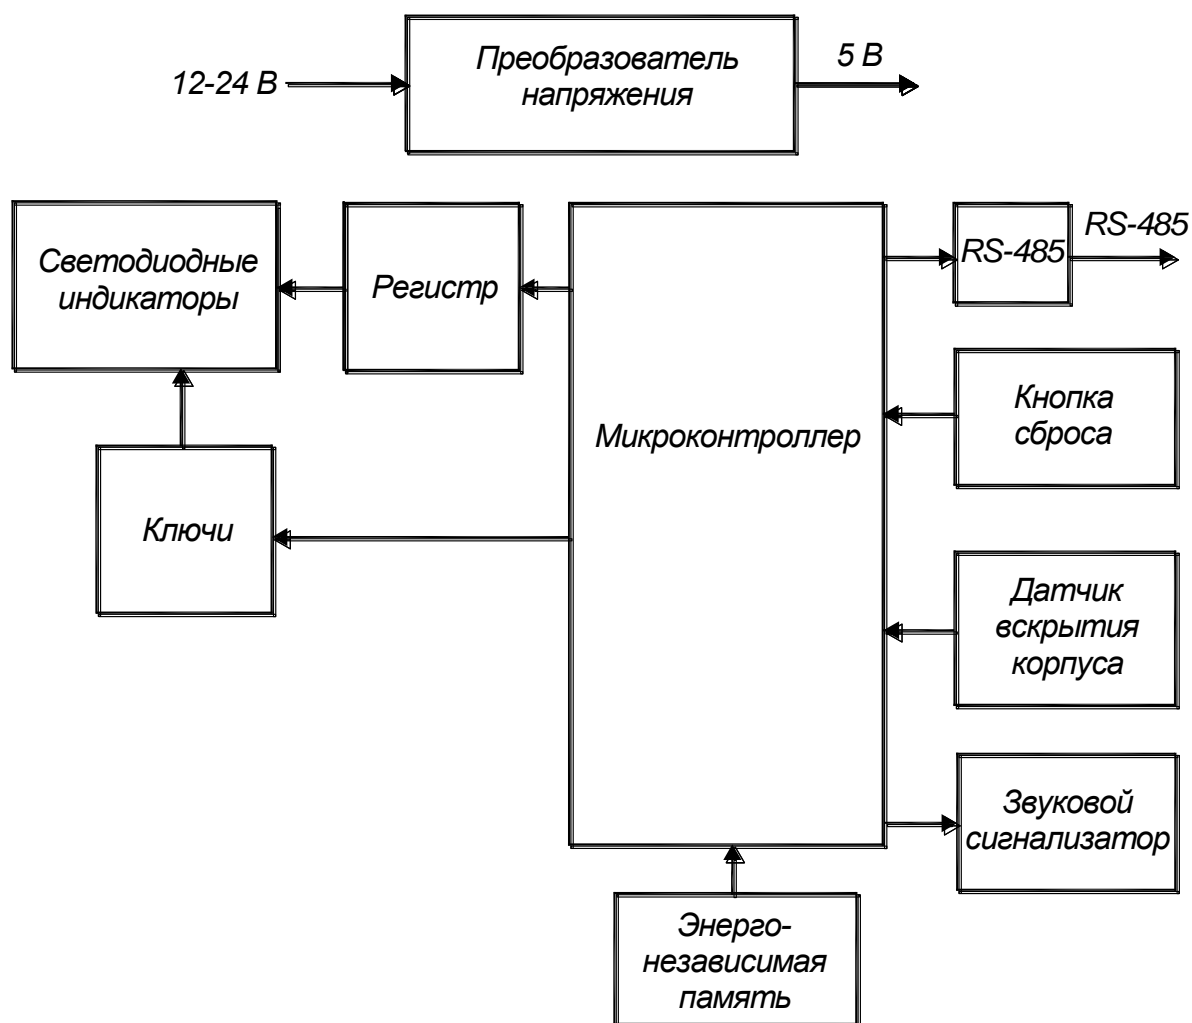 Преобразователь
напряжения
12-24 В
5 В
Светодиодные
индикаторы
Регистр
Микроконтроллер
RS-485
RS-485
Кнопка
сброса
Ключи
Датчик
вскрытия
корпуса
Звуковой
сигнализатор
Энерго-
независимая
память